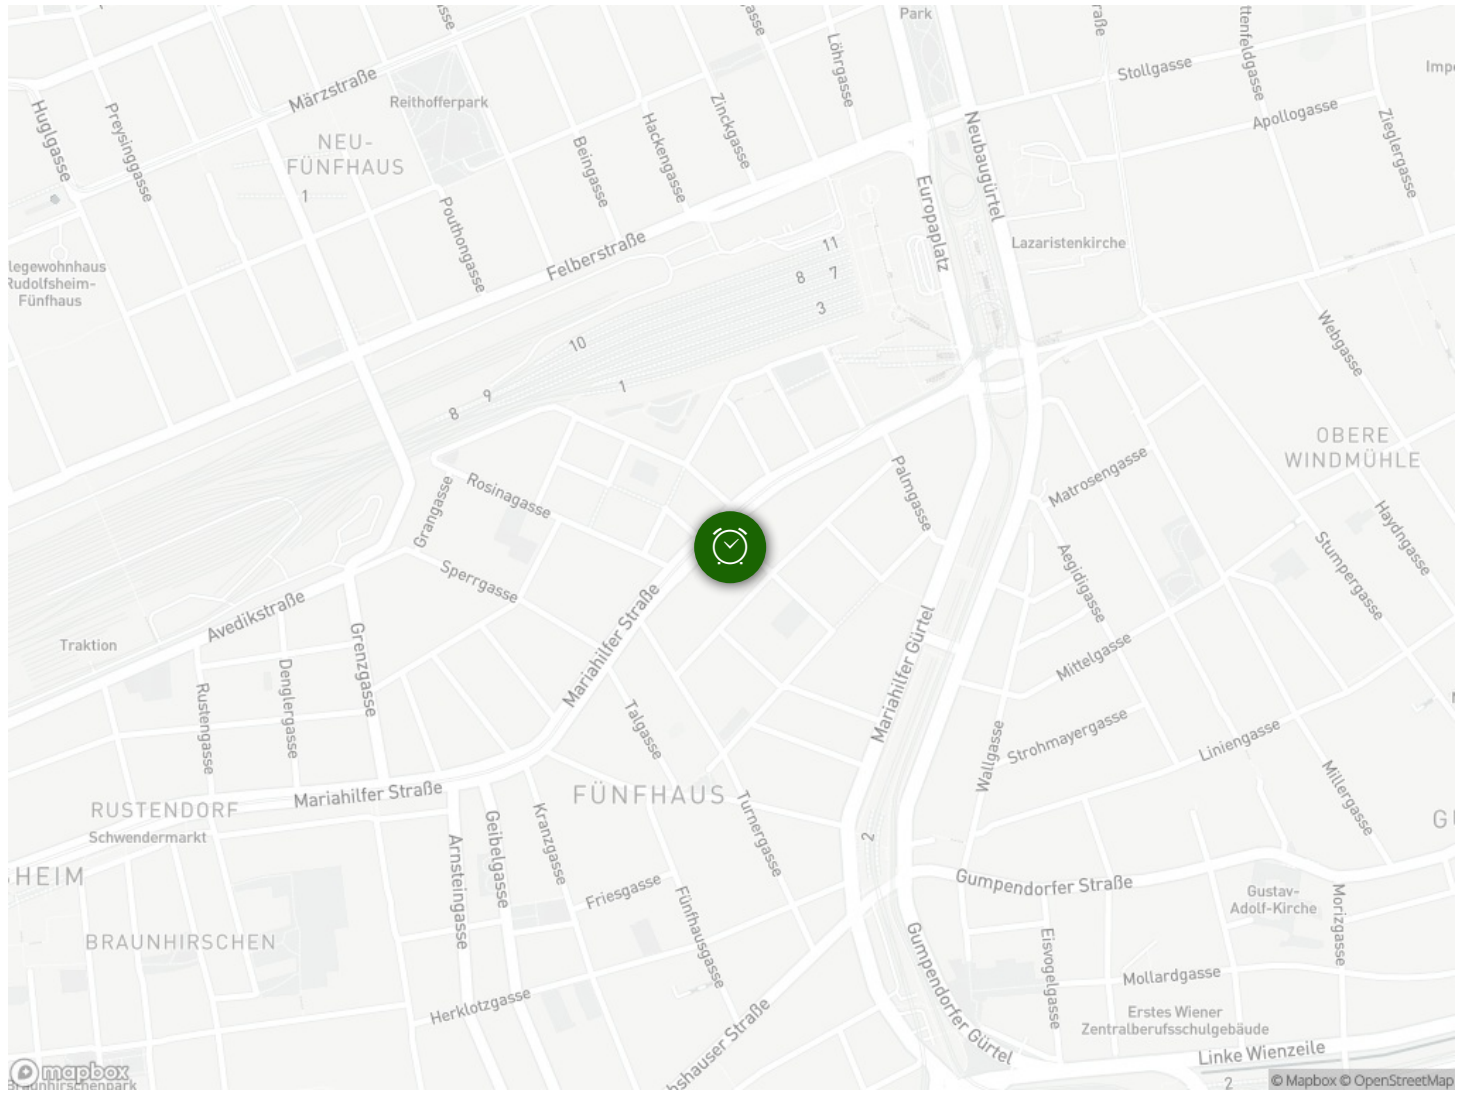 Park
Löhrgasse
Stollgasse
Märzstraße
Reithofferpark
Zinckgasse
Hackengasse
Apollogasse
Zieglergasse
Huglgasse
Preysinggasse
NEU-
FÜNFHAUS
1
Beingasse
Neubaugürtel
Europaplatz
Pouthongasse
Felberstraße
11
8
7
3
Lazaristenkirche
Rudolfsheim-
Fünfhaus
10
9
8
1
Webgasse
OBERE
WINDMÜHLE
Rosinagasse
Grangasse
Palmgasse
Matrosengasse
Haydngasse
Stumpergasse
Sperrgasse
Aegidigasse
Avedikstraße
Traktion
Grenzgasse
Denglergasse
Rustengasse
Mariahilfer Straße
Mariahilfer Gürtel
Mittelgasse
Talgasse
Strohmayergasse
Wallgasse
Liniengasse
Millergasse
Mariahilfer Straße
FÜNFHAUS
RUSTENDORF
Schwendermarkt
Kranzgasse
Geibelgasse
Arnsteingasse
Turnergasse
2
HEIM
Friesgasse
Fünfhausgasse
Gumpendorfer Straße
Gustav-
Adolf-Kirche
Morizgasse
BRAUNHIRSCHEN
Herklotzgasse
Gumpendorfer Gürtel
Eisvogelgasse
Mollardgasse
Erstes Wiener
Zentralberufsschulgebäude
Linke Wienzeile
2
hshauser Straße
mapbox
Braunhirschenpark
© Mapbox © OpenStreetMap